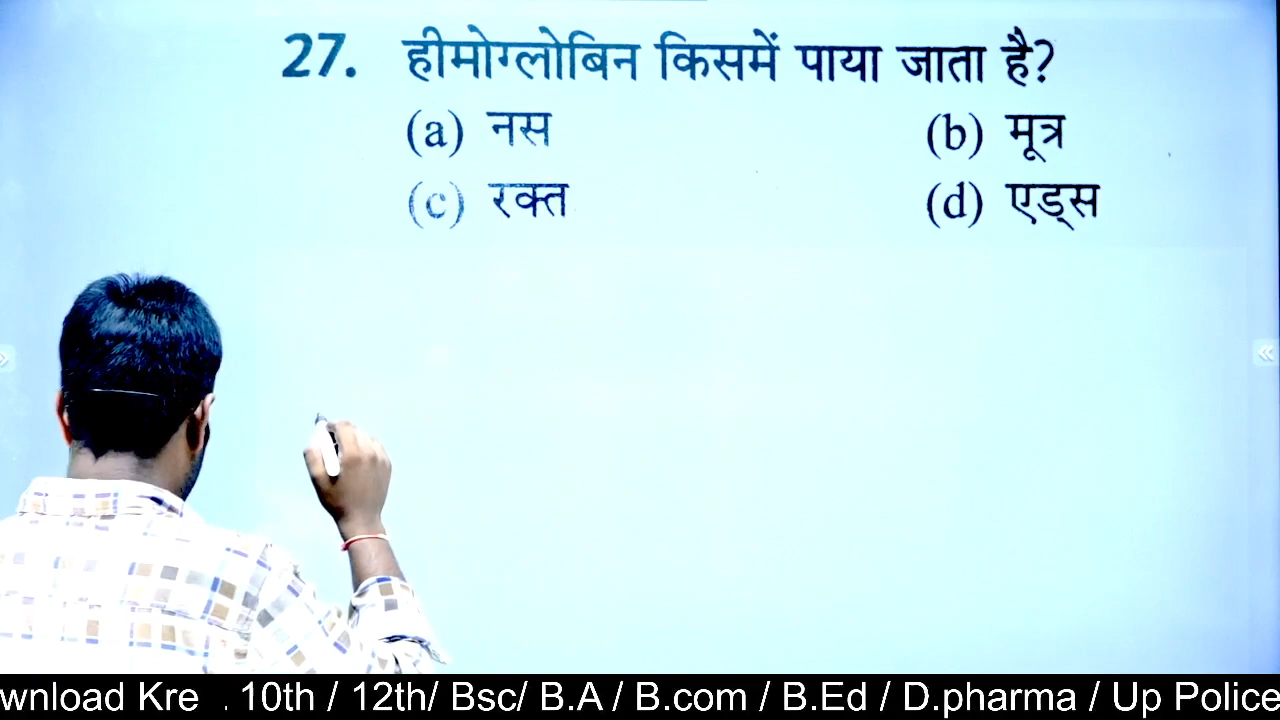 27. हीमोग्लोबिन किसमें पाया जाता है?
(a) नस (b) मूत्र
(c) रक्त (d) एड्स
wnload Kre . 10th / 12th/ Bsc/ B.A / B.com / B.Ed / D.pharma / Up Police